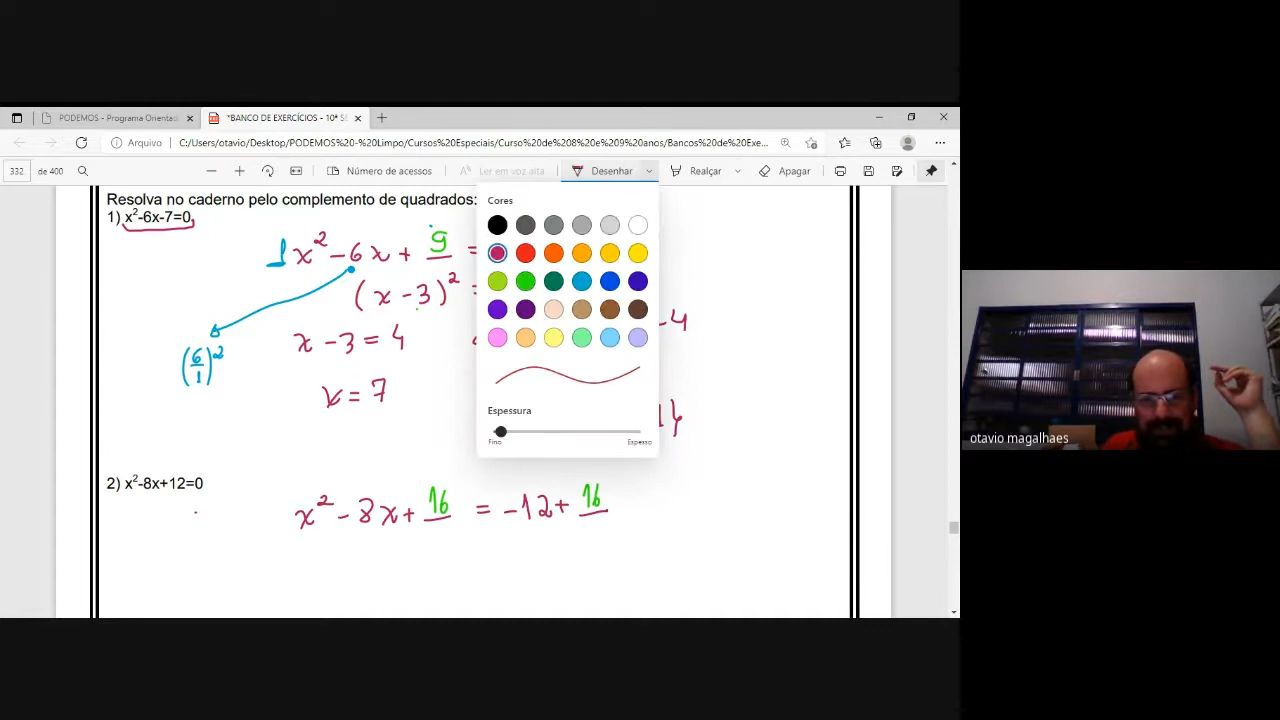 PODEMOS - Programa Orientad
*BANCO DE EXERCÍCIOS - 10ª SE
Arquivo
C:/Users/otavio/Desktop/PODEMOS%20-%20Limpo/Cursos%20Especiais/Curso%20de%208%20e%209%20anos/Bancos%20de%20Exe...
332 de 400
Número de acessos
Ler em voz alta
Desenhar
Realçar
Apagar
Resolva no caderno pelo complemento de quadrados:
1) x²-6x-7=0
1x² - 6x + 9 =
(x - 3)² =
x - 3 = 4
-4
(6/1)²
x = 7
Cores
Espessura
Fino
Espesso
2) x²-8x+12=0
x² - 8x + 16 = -12 + 16
otavio magalhaes